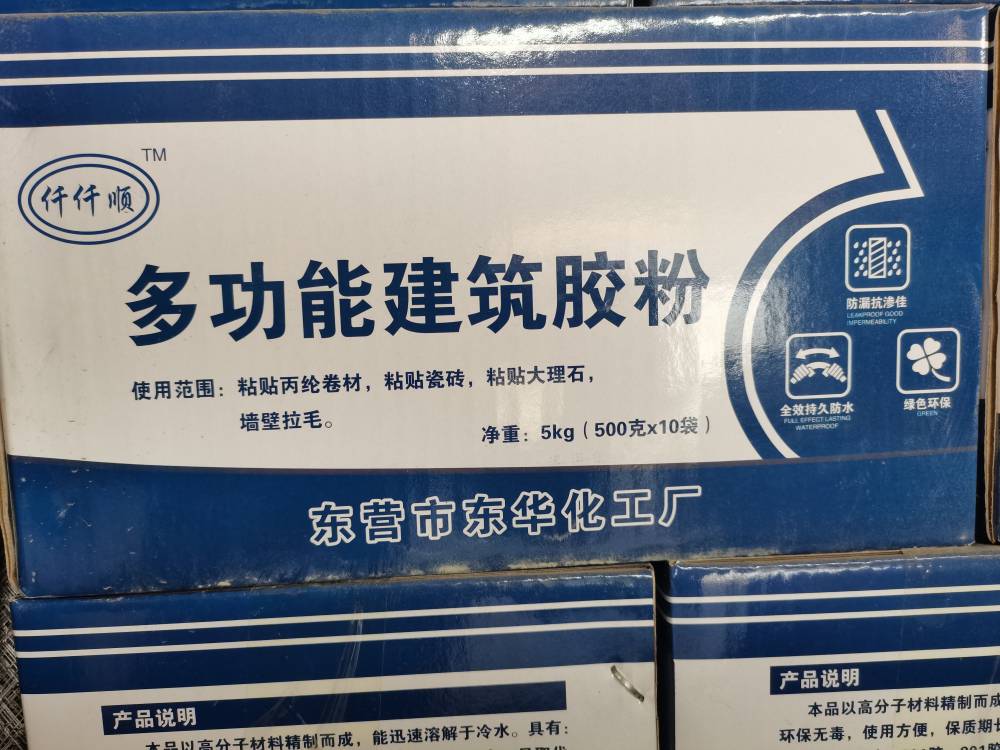 仟仟顺
TM
多功能建筑胶粉
使用范围：粘贴丙纶卷材，粘贴瓷砖，粘贴大理石，
墙壁拉毛。
净重：5kg（500克x10袋）
防漏抗渗佳
LEAKPROOF GOOD
IMPERMEABILITY
全效持久防水
FULL EFFECT LASTING
WATERPROOF
绿色环保
GREEN
东营市东华化工厂
产品说明
本品以高分子材料精制而成，能迅速溶解于冷水。具有：
产品说明
本品以高分子材料精制而成
环保无毒，使用方便，保质期